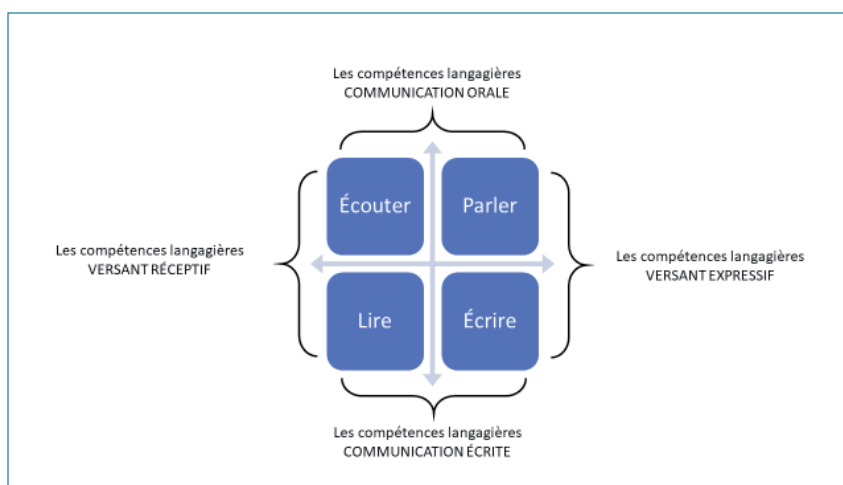 Les compétences langagières
COMMUNICATION ORALE
Écouter
Parler
Les compétences langagières
VERSANT RÉCEPTIF
Les compétences langagières
VERSANT EXPRESSIF
Lire
Écrire
Les compétences langagières
COMMUNICATION ÉCRITE